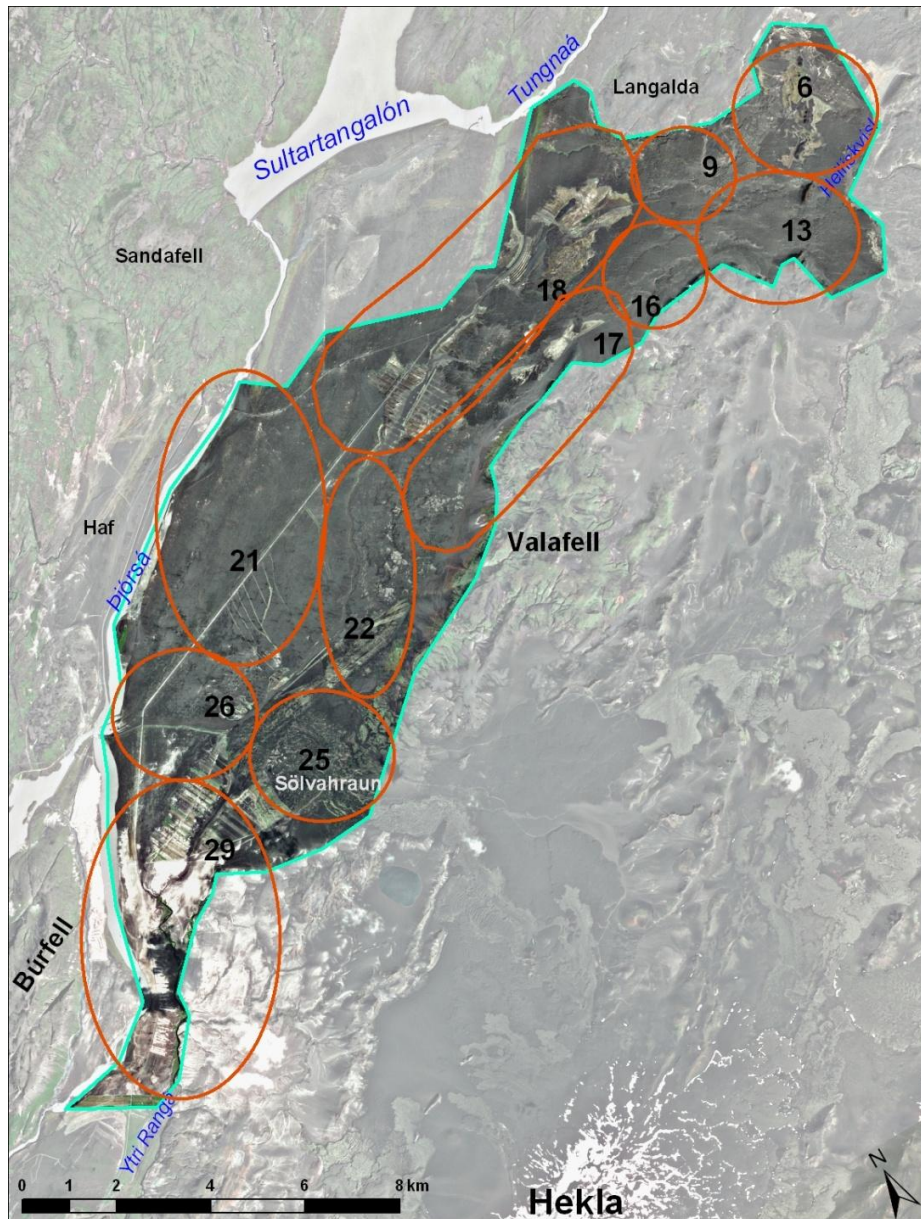 Tungnaá
Langalda
6
Sultartangalón
9
Helliskvísl
13
Sandafell
18
16
17
Haf
Valafell
Þjórsá
21
22
26
25
Sölvahraun
29
Búrfell
Ytri Rangá
N
0 1 2 4 6 8 km
Hekla